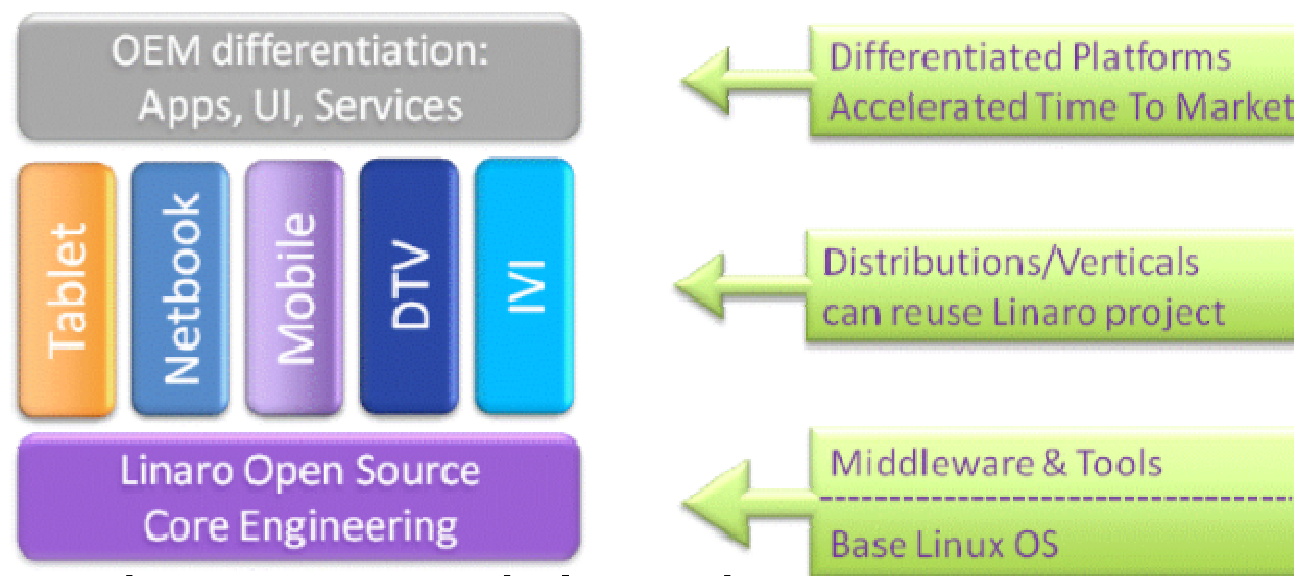 OEM differentiation:
Apps, UI, Services
Differentiated Platforms
Accelerated Time To Market
Tablet
Netbook
Mobile
DTV
IVI
Distributions/Verticals
can reuse Linaro project
Linaro Open Source
Core Engineering
Middleware & Tools
Base Linux OS